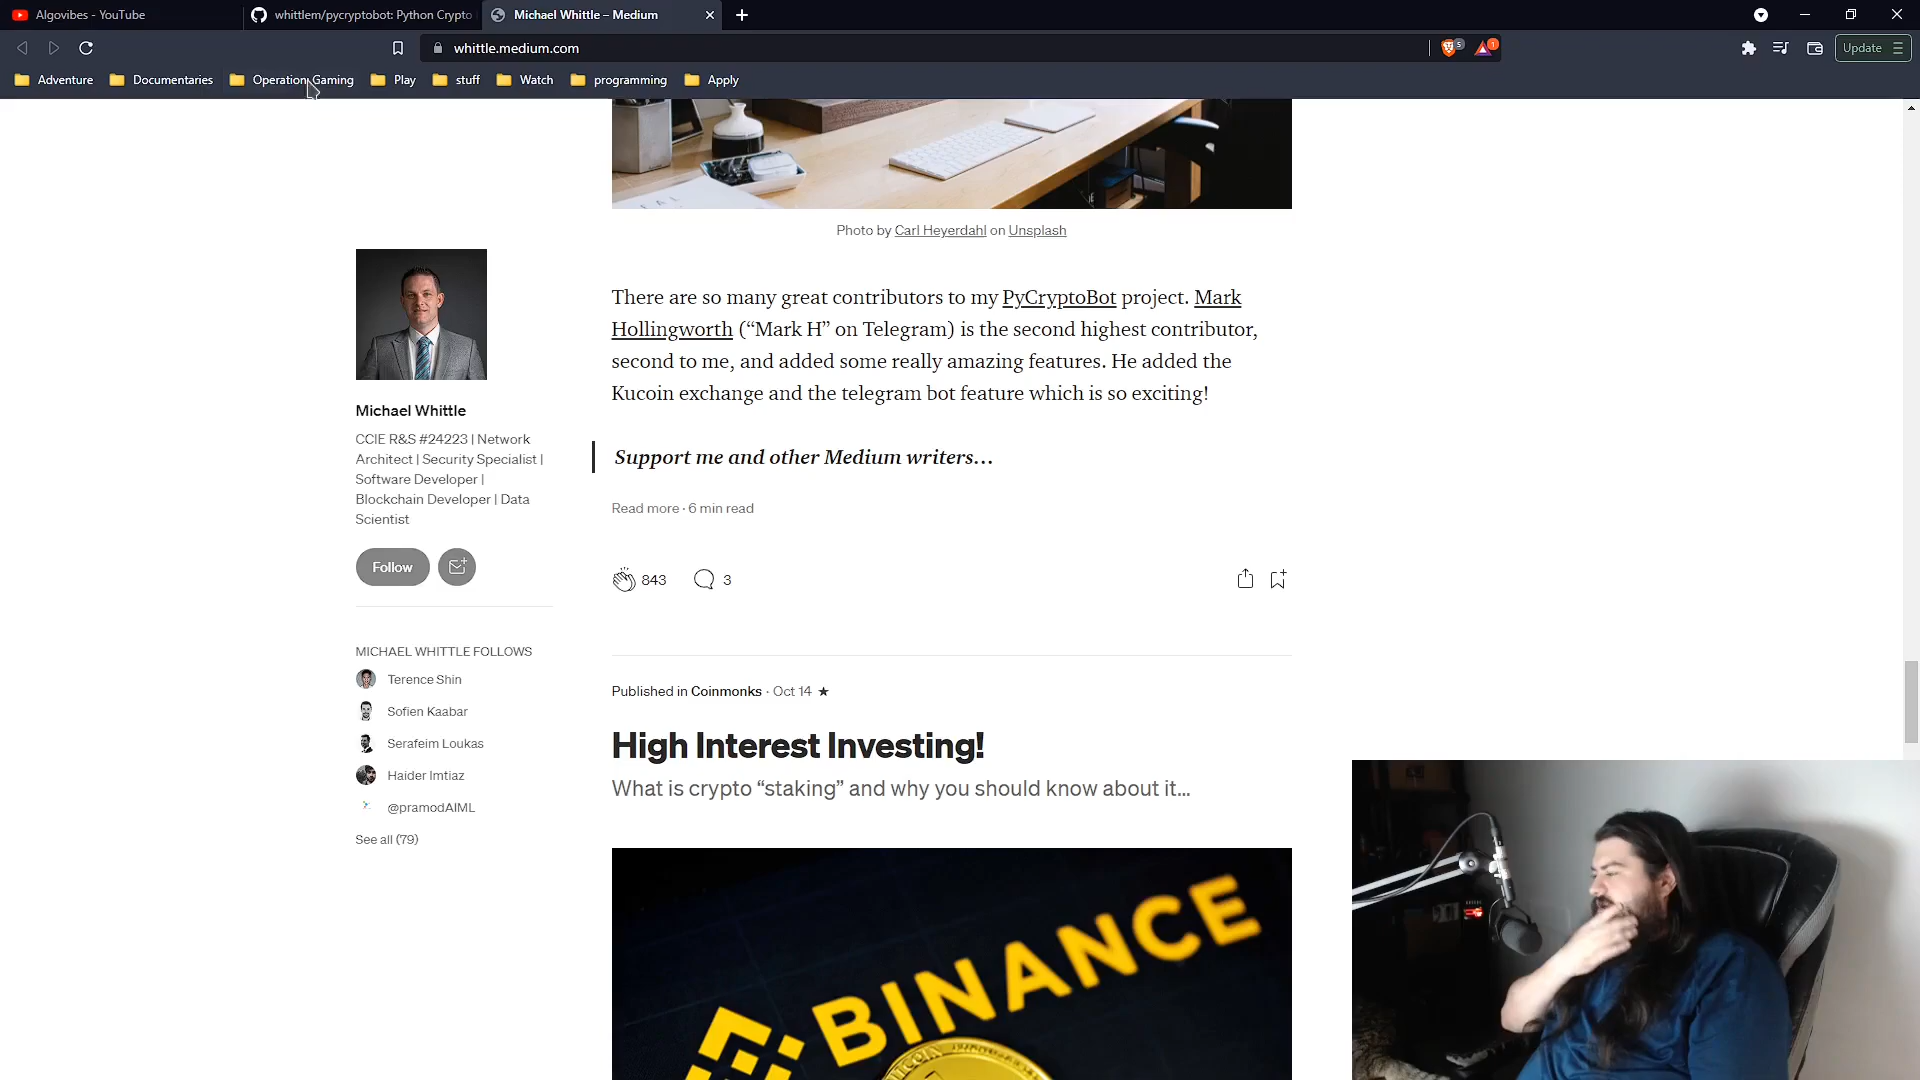 Algovibes - YouTube
whittlem/pycryptobot: Python Crypto
Michael Whittle – Medium
whittle.medium.com
5
1
Update
Adventure
Documentaries
Operation: Gaming
Play
stuff
Watch
programming
Apply
Photo by Carl Heyerdahl on Unsplash
There are so many great contributors to my PyCryptoBot project. Mark
Hollingworth (“Mark H” on Telegram) is the second highest contributor,
second to me, and added some really amazing features. He added the
Kucoin exchange and the telegram bot feature which is so exciting!
Support me and other Medium writers…
Read more · 6 min read
843
3
Michael Whittle
CCIE R&S #24223 | Network
Architect | Security Specialist |
Software Developer |
Blockchain Developer | Data
Scientist
Follow
MICHAEL WHITTLE FOLLOWS
Terence Shin
Sofien Kaabar
Serafeim Loukas
Haider Imtiaz
@pramodAIML
See all (79)
Published in Coinmonks · Oct 14
High Interest Investing!
What is crypto “staking” and why you should know about it…
BINANCE